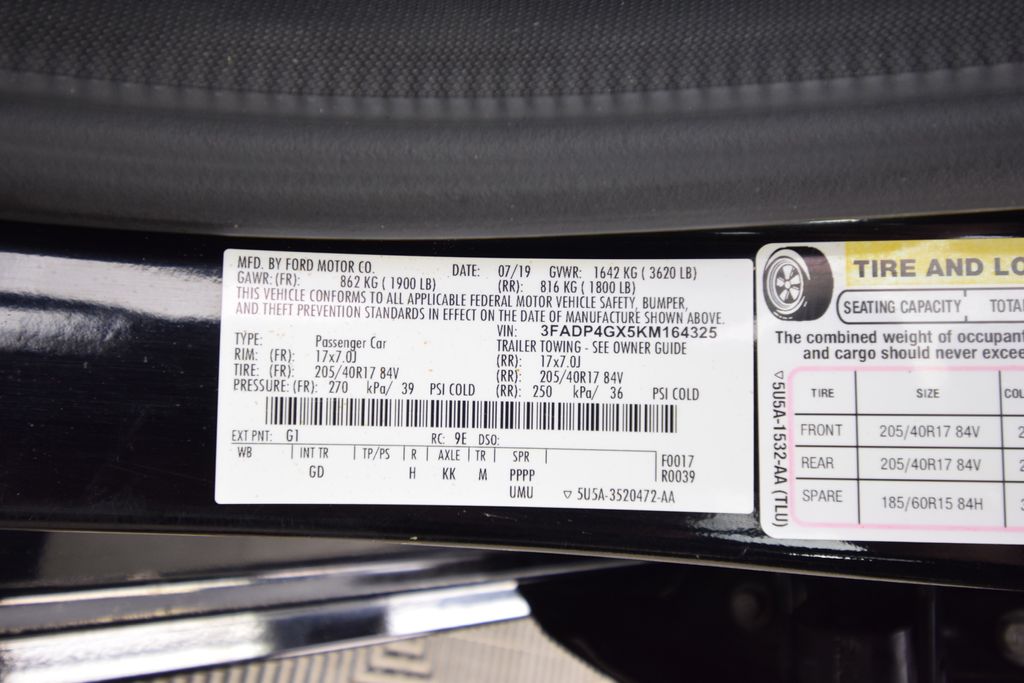 MFD. BY FORD MOTOR CO. DATE: 07/19 GVWR: 1642 KG ( 3620 LB)
GAWR: (FR): 862 KG ( 1900 LB) (RR): 816 KG ( 1800 LB)
THIS VEHICLE CONFORMS TO ALL APPLICABLE FEDERAL MOTOR VEHICLE SAFETY, BUMPER,
AND THEFT PREVENTION STANDARDS IN EFFECT ON THE DATE OF MANUFACTURE SHOWN ABOVE.
VIN: 3FADP4GX5KM164325
TYPE: Passenger Car TRAILER TOWING - SEE OWNER GUIDE
RIM: (FR): 17x7.0J (RR): 17x7.0J
TIRE: (FR): 205/40R17 84V (RR): 205/40R17 84V
PRESSURE: (FR): 270 kPa/ 39 PSI COLD (RR): 250 kPa/ 36 PSI COLD
EXT PNT: G1 RC: 9E DSO:
WB INT TR TP/PS R AXLE TR SPR F0017
GD H KK M PPPP R0039
UMU ▽ 5U5A-3520472-AA
TIRE AND LO
SEATING CAPACITY TOTA
The combined weight of occupan
and cargo should never excee
▽5U5A-1532-AA (TLU)
TIRE SIZE COL
FRONT 205/40R17 84V 2
REAR 205/40R17 84V 2
SPARE 185/60R15 84H